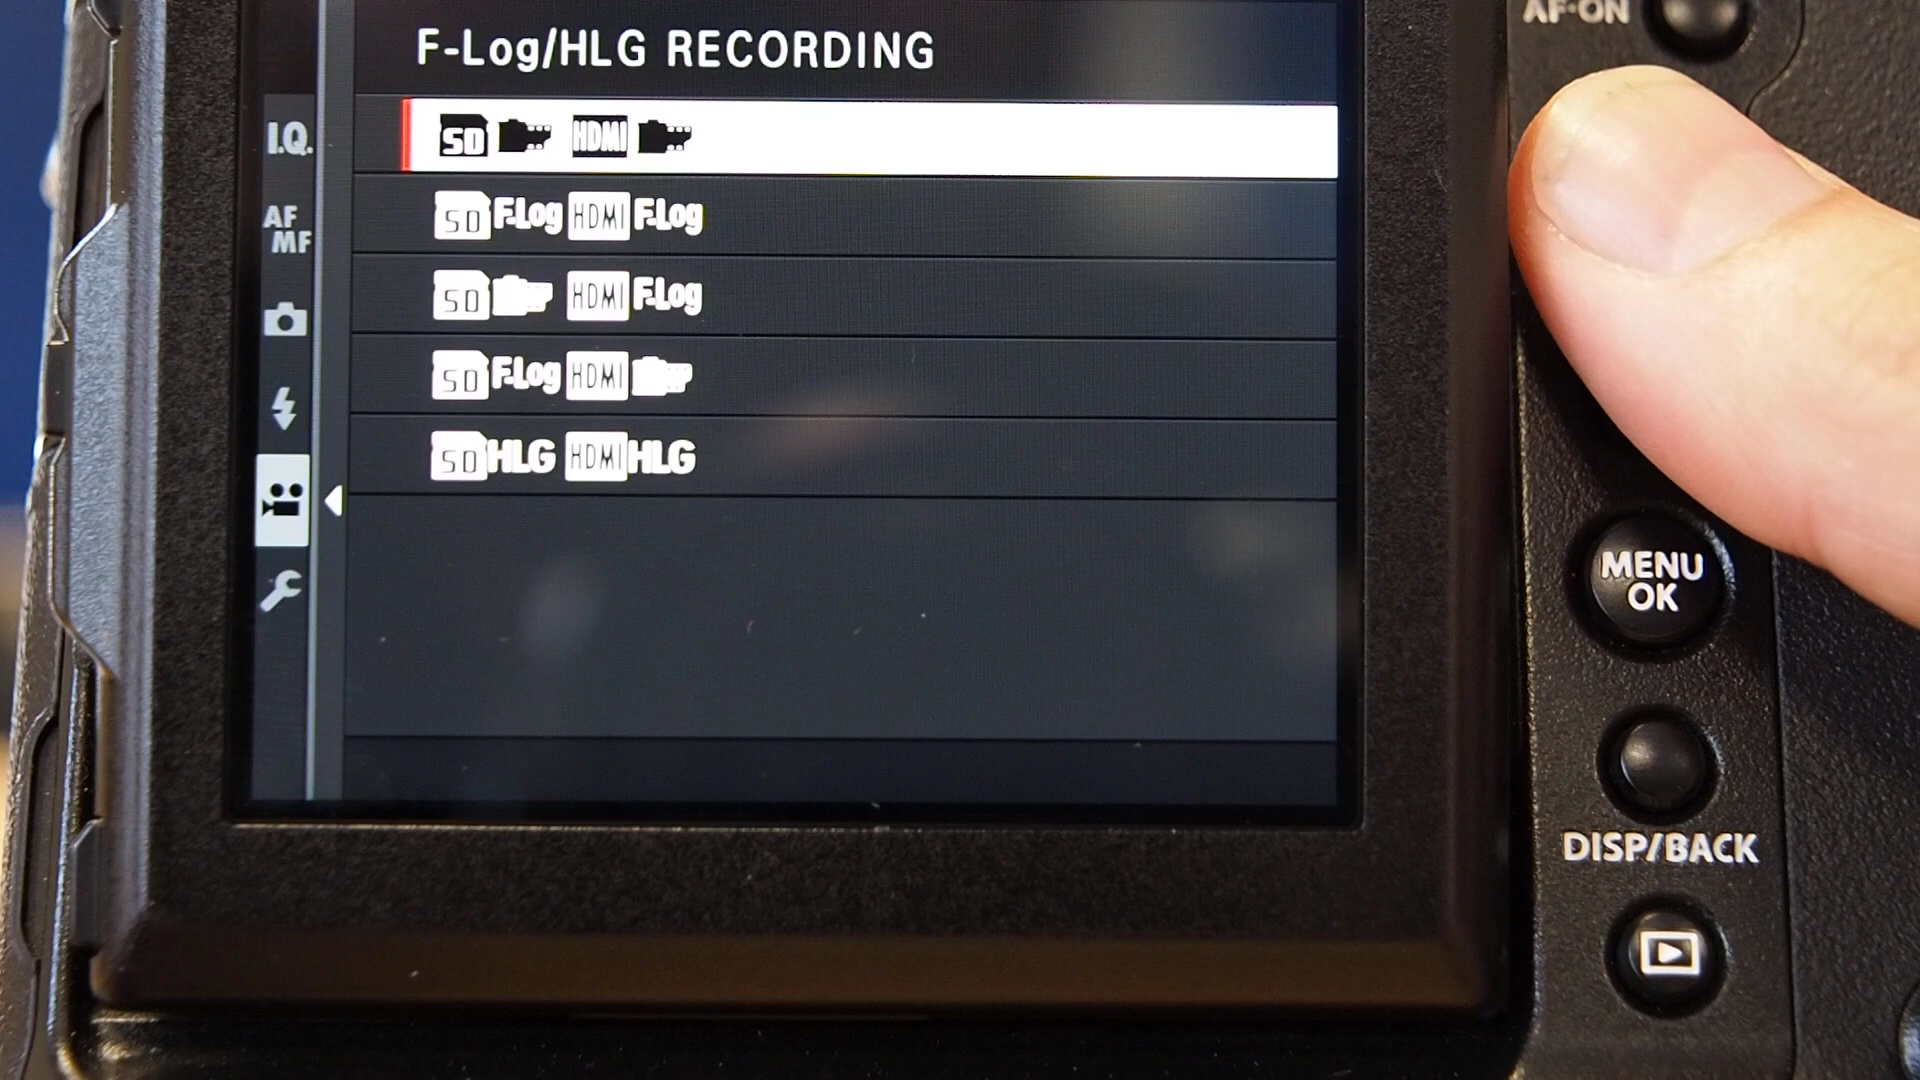 AF-ON
F-Log/HLG RECORDING
I.Q.
SD HDMI
AF
MF
SD F-Log HDMI F-Log
SD HDMI F-Log
SD F-Log HDMI
SD HLG HDMI HLG
MENU
OK
DISP/BACK